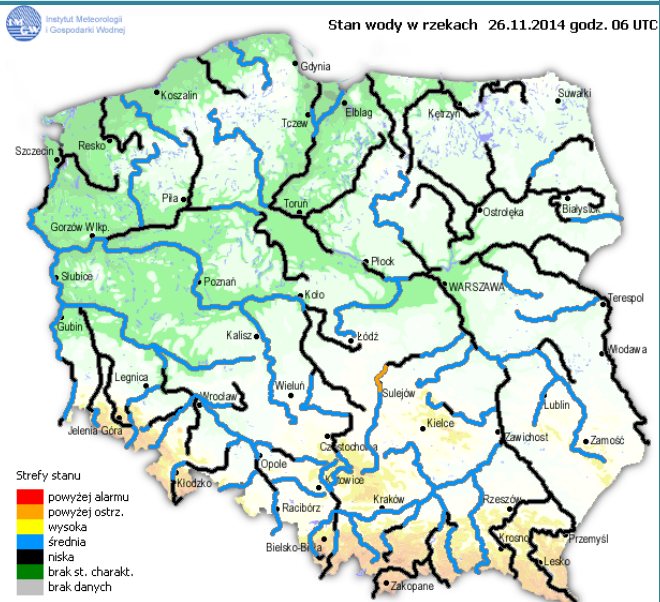 Instytut Meteorologii
i Gospodarki Wodnej
IMGW
Stan wody w rzekach 26.11.2014 godz. 06 UTC
Gdynia
Koszalin
Suwałki
Elbląg
Kętrzyn
Tczew
Resko
Szczecin
Piła
Toruń
Ostrołęka
Białystok
Gorzów Wlkp.
Płock
Słubice
Poznań
WARSZAWA
Koło
Terespol
Gubin
Kalisz
Łódź
Włodawa
Legnica
Wieluń
Sulejów
Wrocław
Lublin
Jelenia Góra
Kielce
Zawichost
Zamość
Częstochowa
Opole
Kłodzko
Katowice
Strefy stanu
Racibórz
Kraków
Rzeszów
powyżej alarmu
powyżej ostrz.
wysoka
średnia
niska
brak st. charakt.
brak danych
Bielsko-Biała
Krosno
Przemyśl
Lesko
Zakopane